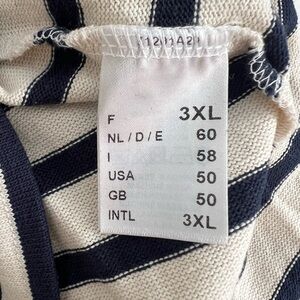 F 3XL
NL / D / E 60
I 58
USA 50
GB 50
INTL 3XL